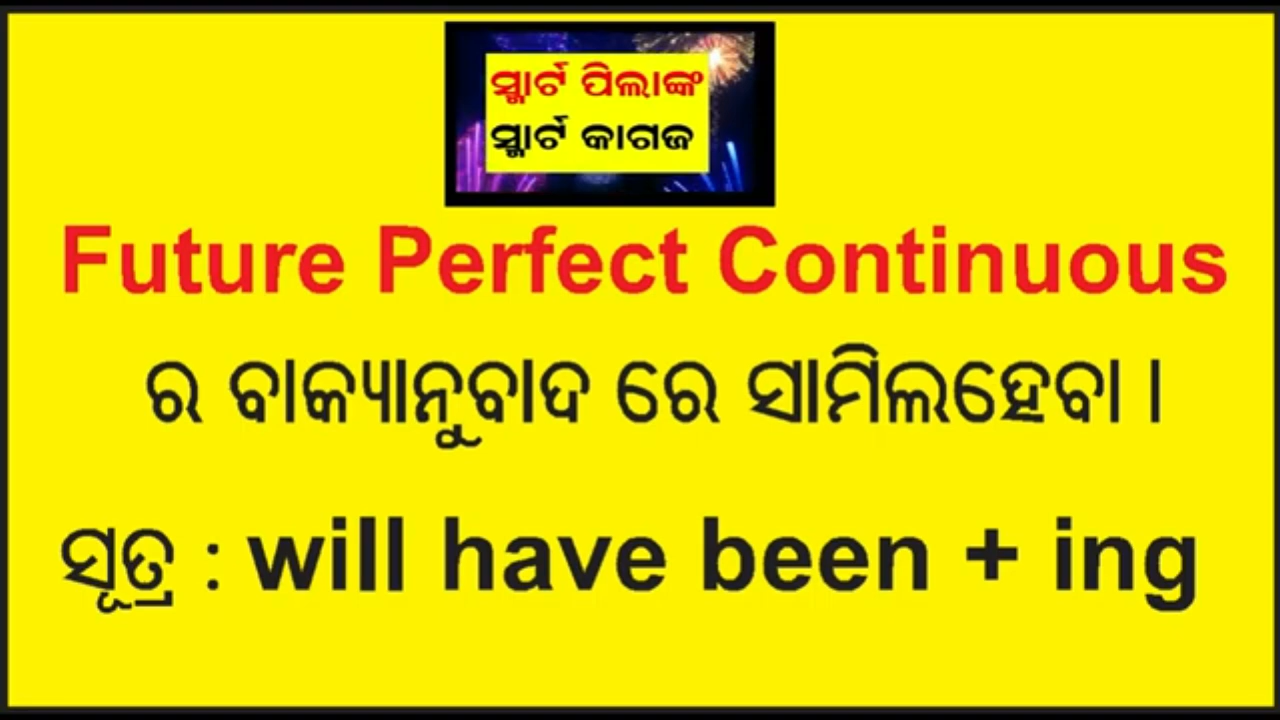 ସ୍ମାର୍ଟ ପିଲାଙ୍କ
ସ୍ମାର୍ଟ କାଗଜ
Future Perfect Continuous
ର ବାକ୍ୟାନୁବାଦ ରେ ସାମିଲହେବା ।
ସୂତ୍ର : will have been + ing